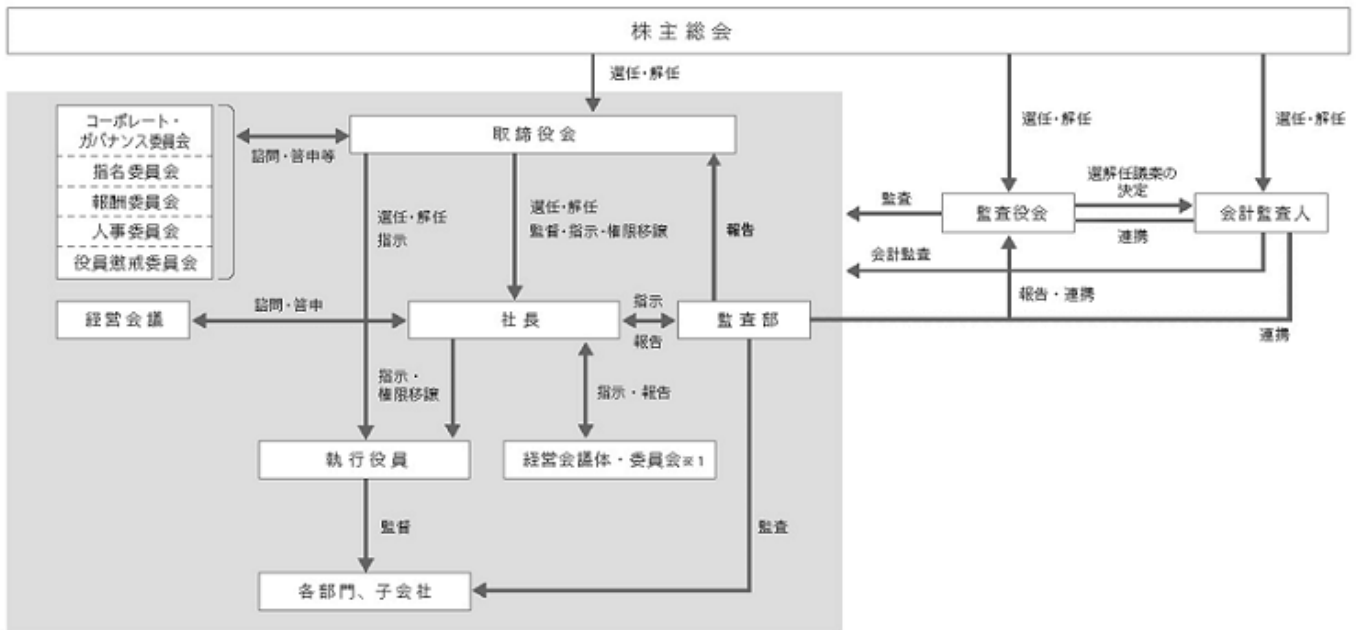 株主総会
選任・解任
選任・解任
選任・解任
コーポレート・
ガバナンス委員会
指名委員会
報酬委員会
人事委員会
役員懲戒委員会
諮問・答申等
取締役会
選任・解任
指示
選任・解任
監督・指示・権限移譲
報告
監査
監査役会
選解任議案の
決定
連携
会計監査人
会計監査
報告・連携
連携
経営会議
諮問・答申
社長
指示
報告
監査部
指示・
権限移譲
指示・報告
執行役員
経営会議体・委員会※1
監督
監査
各部門、子会社